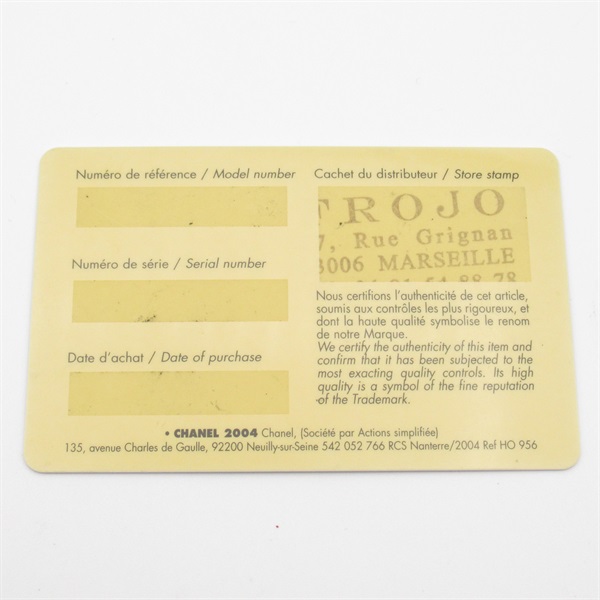 Numéro de référence / Model number
Numéro de série / Serial number
Date d'achat / Date of purchase
Cachet du distributeur / Store stamp
FROJO
7, Rue Grignan
3006 MARSEILLE
91 54 88 78
Nous certifions l'authenticité de cet article,
soumis aux contrôles les plus rigoureux, et
dont la haute qualité symbolise le renom
de notre Marque.
We certify the authenticity of this item and
confirm that it has been subjected to the
most exacting quality controls. Its high
quality is a symbol of the fine reputation
of the Trademark.
• CHANEL 2004 Chanel, (Société par Actions simplifiée)
135, avenue Charles de Gaulle, 92200 Neuilly-sur-Seine 542 052 766 RCS Nanterre/2004 Ref HO 956